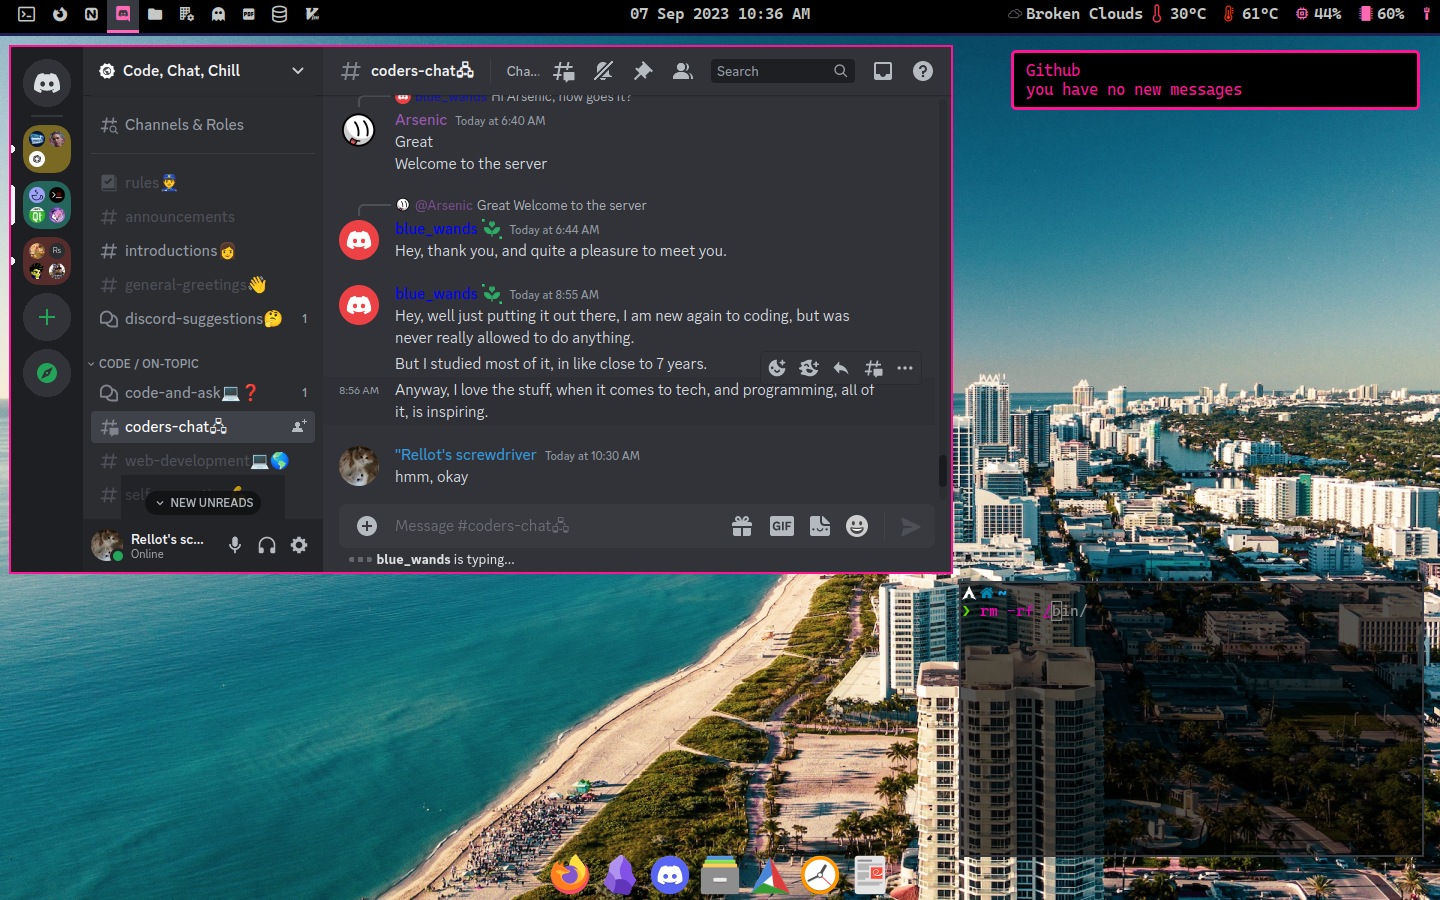 07 Sep 2023 10:36 AM
Broken Clouds 30°C 61°C 44% 60%
Github
you have no new messages
Code, Chat, Chill
coders-chat
Cha...
Search
Channels & Roles
rules
announcements
introductions
general-greetings
discord-suggestions 1
CODE / ON-TOPIC
code-and-ask 1
coders-chat
web-development
NEW UNREADS
Rellot's sc...
Online
blue_wands Hi Arsenic, how goes it?
Arsenic Today at 6:40 AM
Great
Welcome to the server
@Arsenic Great Welcome to the server
blue_wands Today at 6:44 AM
Hey, thank you, and quite a pleasure to meet you.
blue_wands Today at 8:55 AM
Hey, well just putting it out there, I am new again to coding, but was
never really allowed to do anything.
But I studied most of it, in like close to 7 years.
8:56 AM Anyway, I love the stuff, when it comes to tech, and programming, all of
it, is inspiring.
"Rellot's screwdriver Today at 10:30 AM
hmm, okay
Message #coders-chat
GIF
blue_wands is typing...
~
❯ rm -rf /bin/